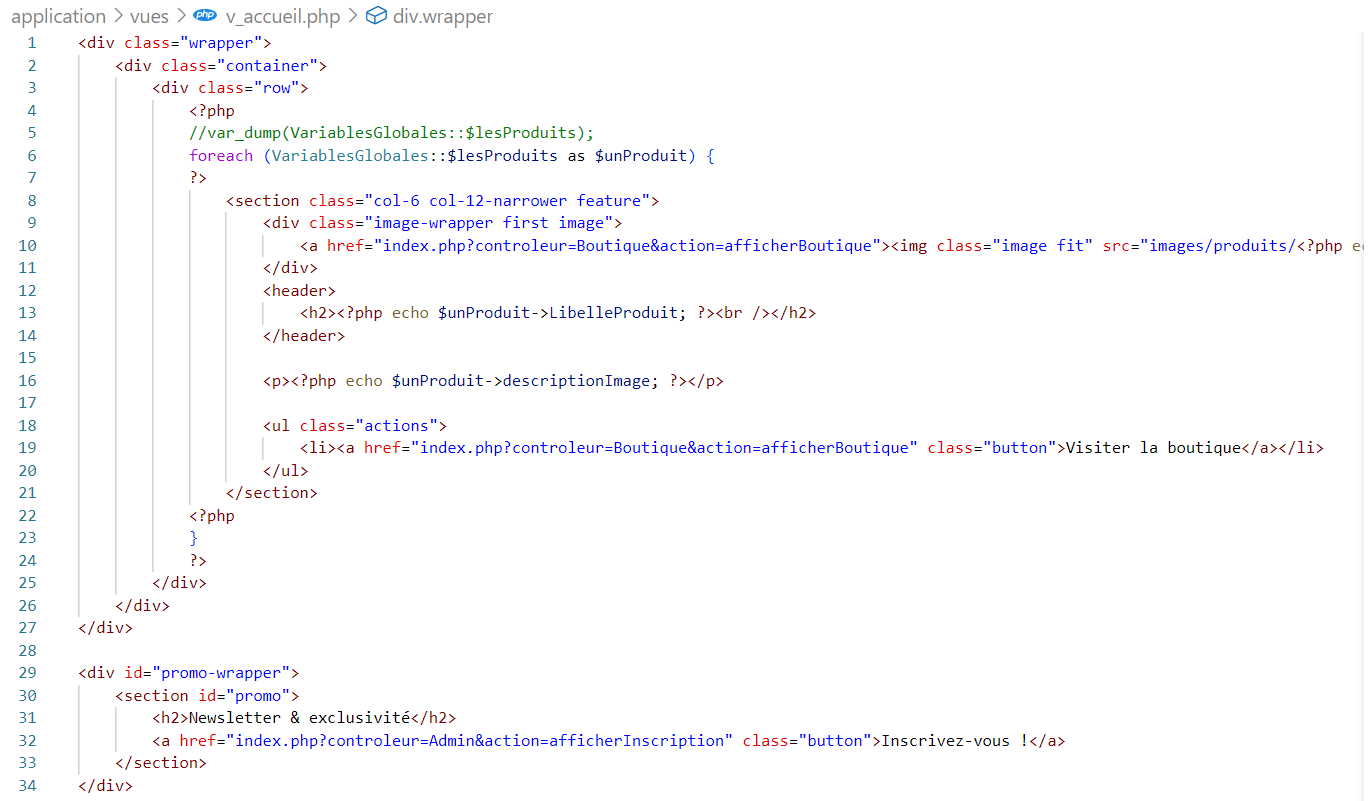 application > vues > php v_accueil.php > div.wrapper
1 <div class="wrapper">
2 <div class="container">
3 <div class="row">
4 <?php
5 //var_dump(VariablesGlobales::$lesProduits);
6 foreach (VariablesGlobales::$lesProduits as $unProduit) {
7 ?>
8 <section class="col-6 col-12-narrower feature">
9 <div class="image-wrapper first image">
10 <a href="index.php?controleur=Boutique&action=afficherBoutique"><img class="image fit" src="images/produits/<?php
11 </div>
12 <header>
13 <h2><?php echo $unProduit->LibelleProduit; ?><br /></h2>
14 </header>
15
16 <p><?php echo $unProduit->descriptionImage; ?></p>
17
18 <ul class="actions">
19 <li><a href="index.php?controleur=Boutique&action=afficherBoutique" class="button">Visiter la boutique</a></li>
20 </ul>
21 </section>
22 <?php
23 }
24 ?>
25 </div>
26 </div>
27 </div>
28
29 <div id="promo-wrapper">
30 <section id="promo">
31 <h2>Newsletter & exclusivité</h2>
32 <a href="index.php?controleur=Admin&action=afficherInscription" class="button">Inscrivez-vous !</a>
33 </section>
34 </div>